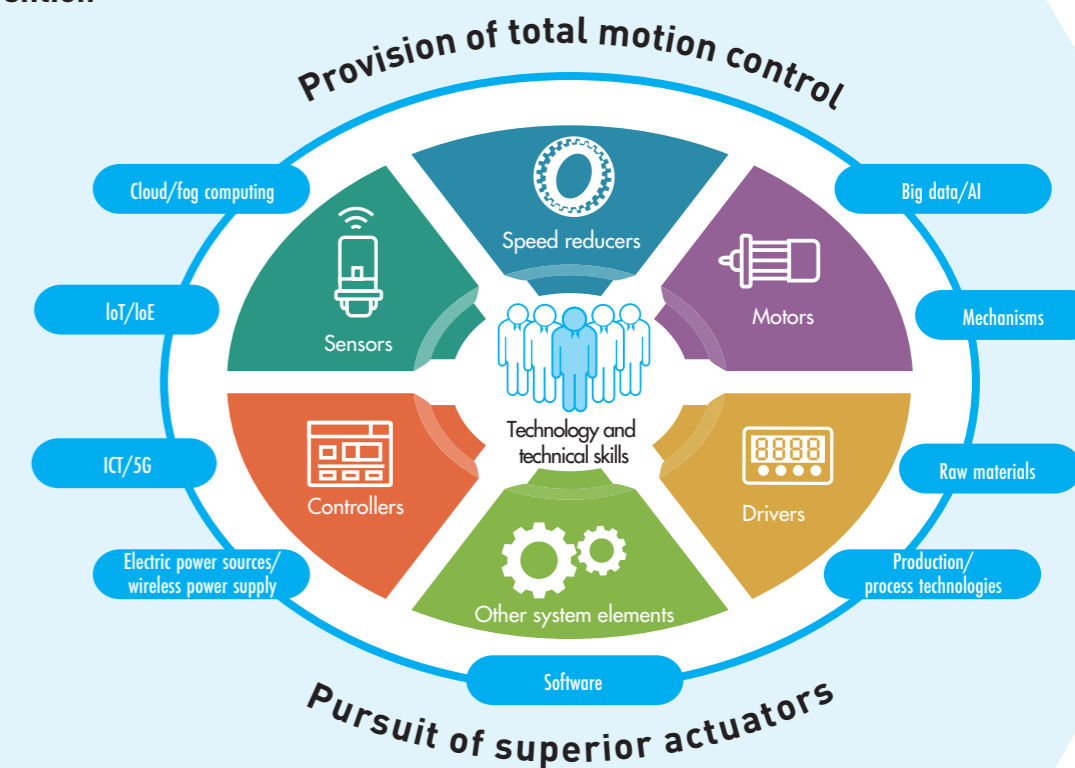 Provision of total motion control
Cloud/fog computing
Big data/AI
Speed reducers
IoT/IoE
Sensors
Motors
Mechanisms
Technology and
technical skills
ICT/5G
Controllers
8888
Drivers
Raw materials
Electric power sources/
wireless power supply
Production/
process technologies
Other system elements
Software
Pursuit of superior actuators